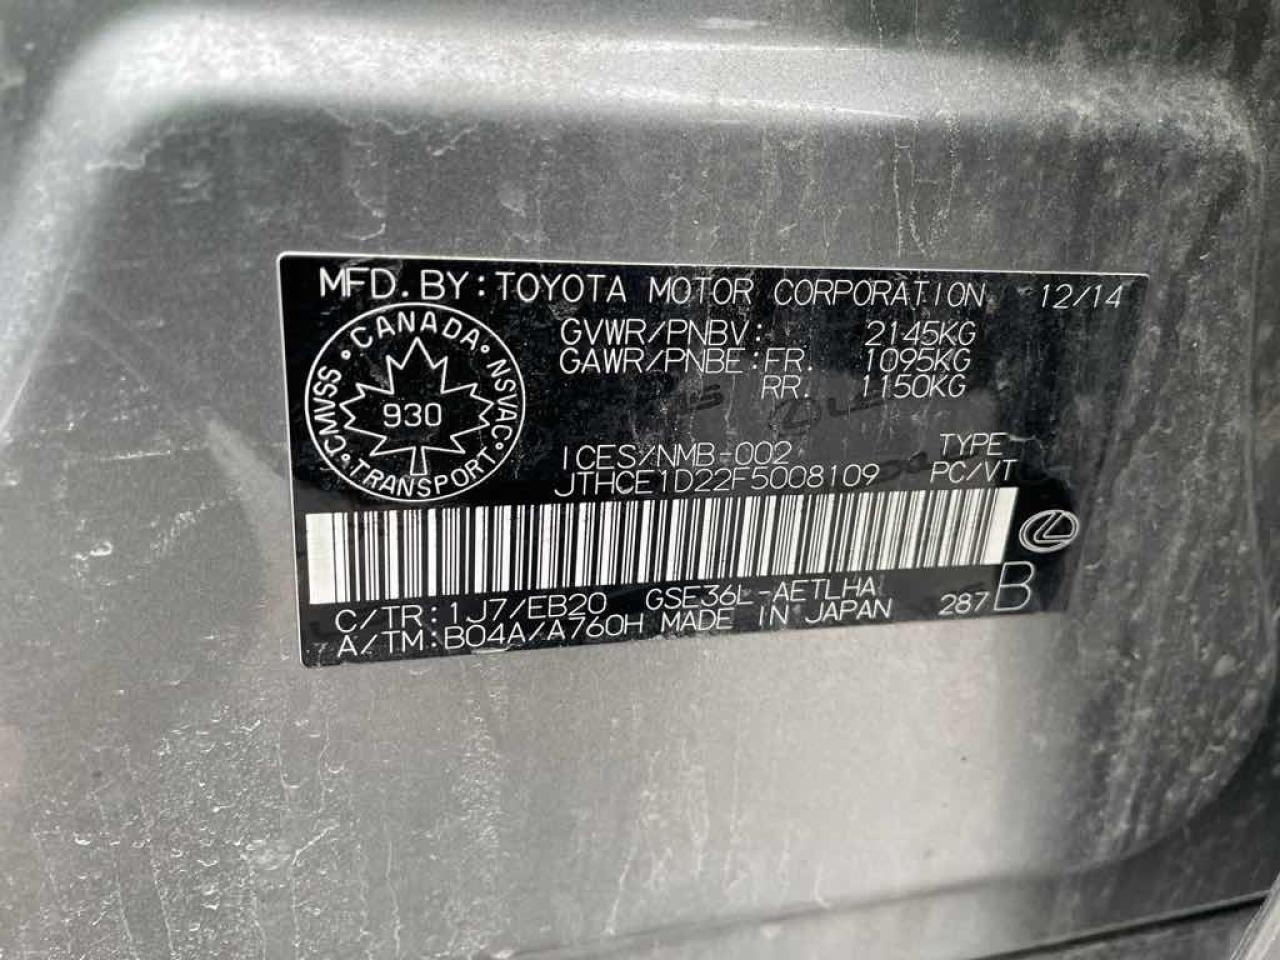 MFD. BY: TOYOTA MOTOR CORPORATION 12/14
GVWR/PNBV: 2145KG
GAWR/PNBE: FR. 1095KG
RR. 1150KG
CANADA
CMVSS · NSVAC
930
TRANSPORT
ICES/NMB-002 TYPE
JTHCE1D22F5008109 PC/VT
C/TR: 1J7/EB20 GSE36L-AETLHA
A/TM: B04A/A760H MADE IN JAPAN 287 B